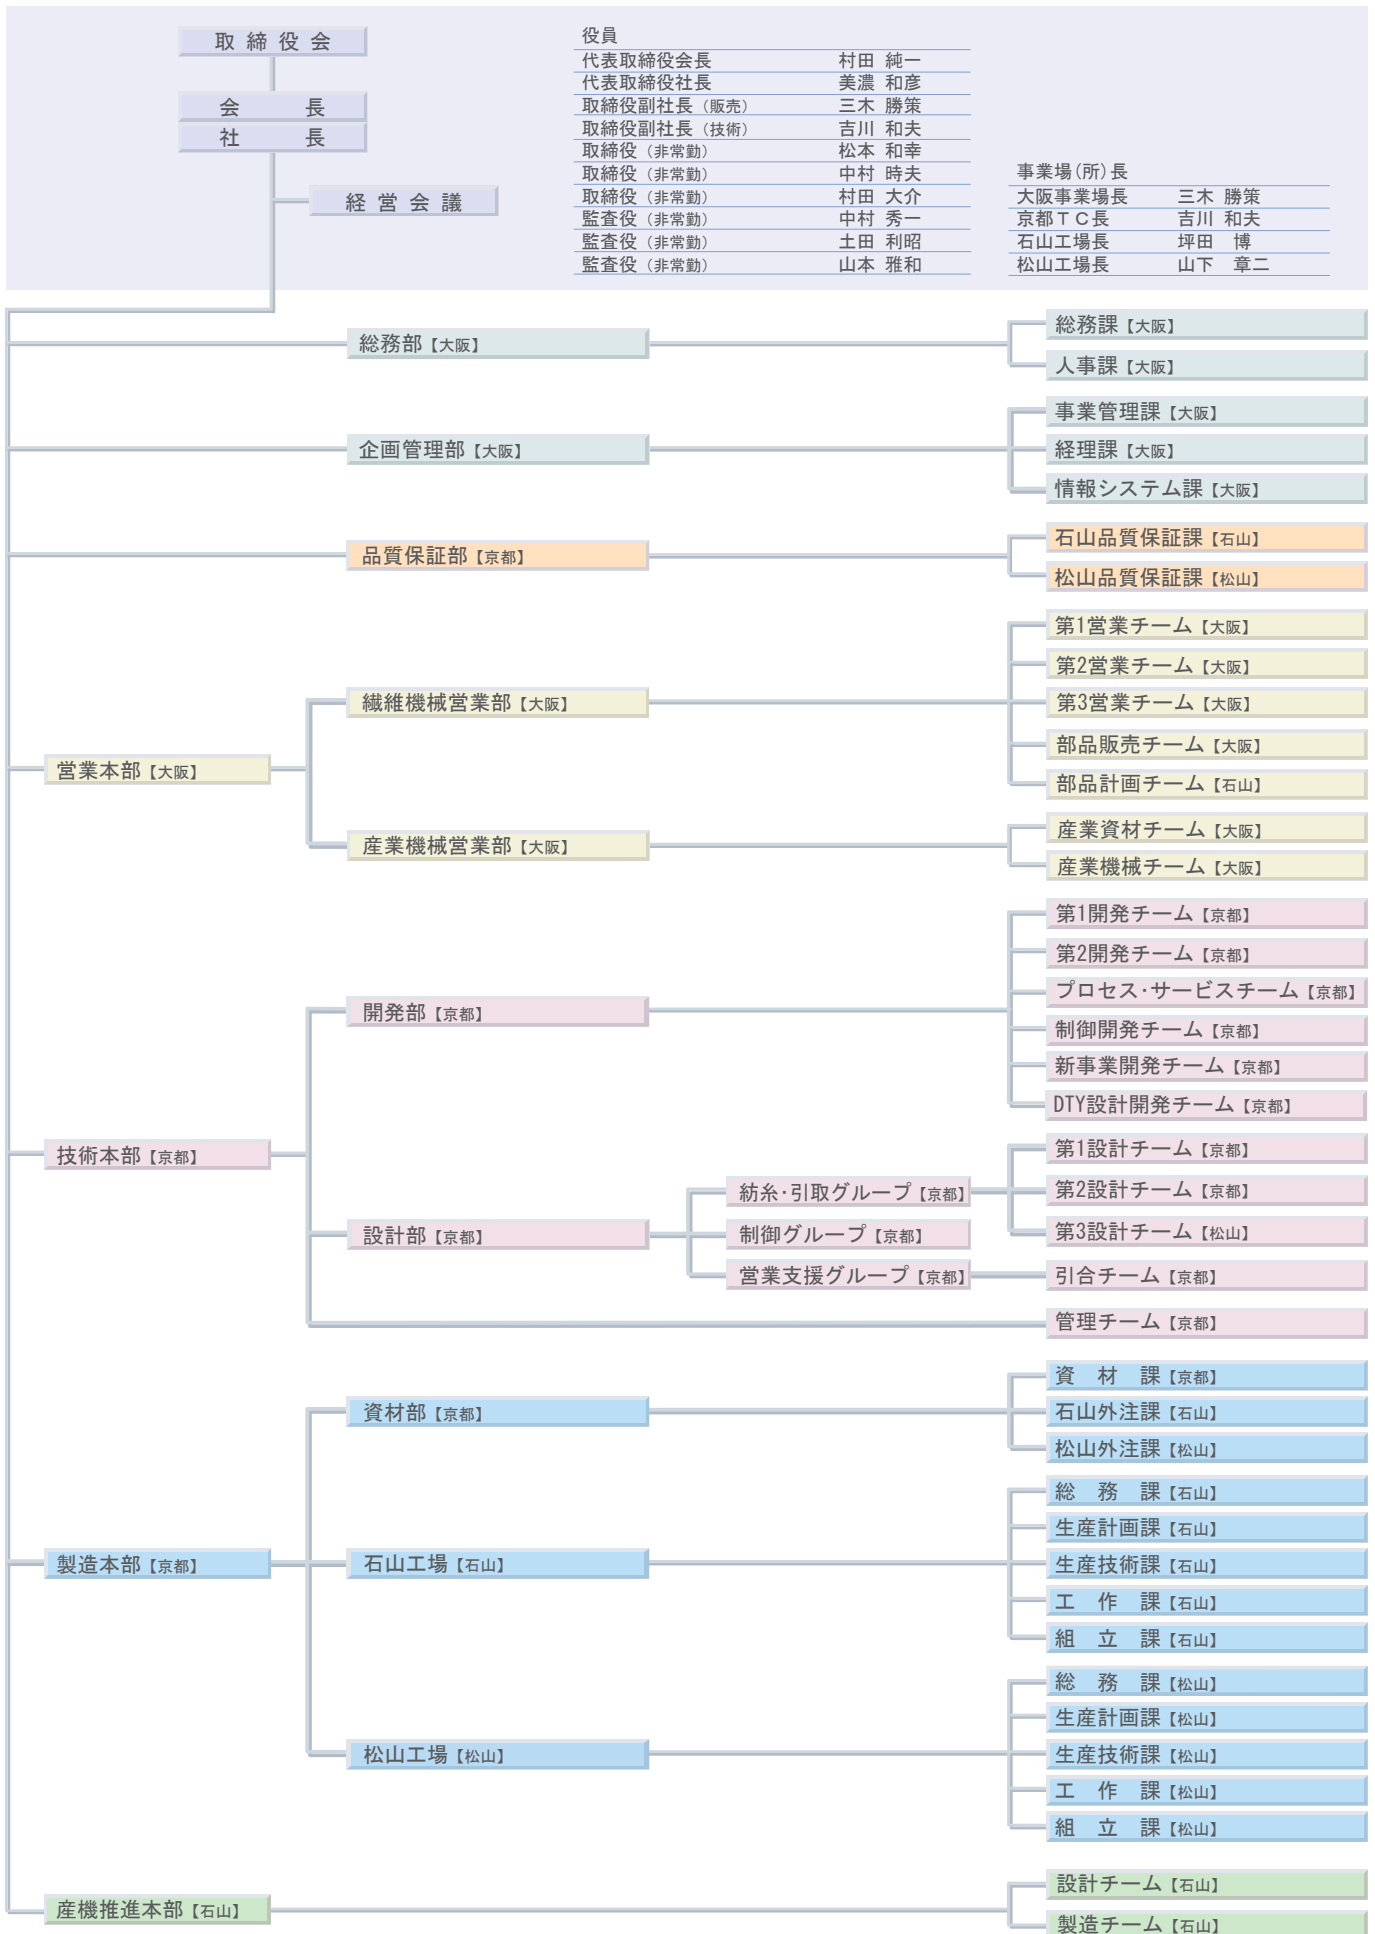 取 締 役 会
会　　　長
社　　　長
経 営 会 議
役員
代表取締役会長 村田 純一
代表取締役社長 美濃 和彦
取締役副社長（販売） 三木 勝策
取締役副社長（技術） 吉川 和夫
取締役（非常勤） 松本 和幸
取締役（非常勤） 中村 時夫
取締役（非常勤） 村田 大介
監査役（非常勤） 中村 秀一
監査役（非常勤） 土田 利昭
監査役（非常勤） 山本 雅和
事業場(所)長
大阪事業場長 三木 勝策
京都ＴＣ長 吉川 和夫
石山工場長 坪田　博
松山工場長 山下　章二
総務部【大阪】
総務課【大阪】
人事課【大阪】
企画管理部【大阪】
事業管理課【大阪】
経理課【大阪】
情報システム課【大阪】
品質保証部【京都】
石山品質保証課【石山】
松山品質保証課【松山】
営業本部【大阪】
繊維機械営業部【大阪】
第1営業チーム【大阪】
第2営業チーム【大阪】
第3営業チーム【大阪】
部品販売チーム【大阪】
部品計画チーム【石山】
産業機械営業部【大阪】
産業資材チーム【大阪】
産業機械チーム【大阪】
技術本部【京都】
開発部【京都】
第1開発チーム【京都】
第2開発チーム【京都】
プロセス･サービスチーム【京都】
制御開発チーム【京都】
新事業開発チーム【京都】
DTY設計開発チーム【京都】
設計部【京都】
紡糸･引取グループ【京都】
第1設計チーム【京都】
第2設計チーム【京都】
第3設計チーム【松山】
制御グループ【京都】
営業支援グループ【京都】
引合チーム【京都】
管理チーム【京都】
製造本部【京都】
資材部【京都】
資　材　課【京都】
石山外注課【石山】
松山外注課【松山】
石山工場【石山】
総　務　課【石山】
生産計画課【石山】
生産技術課【石山】
工　作　課【石山】
組　立　課【石山】
松山工場【松山】
総　務　課【松山】
生産計画課【松山】
生産技術課【松山】
工　作　課【松山】
組　立　課【松山】
産機推進本部【石山】
設計チーム【石山】
製造チーム【石山】